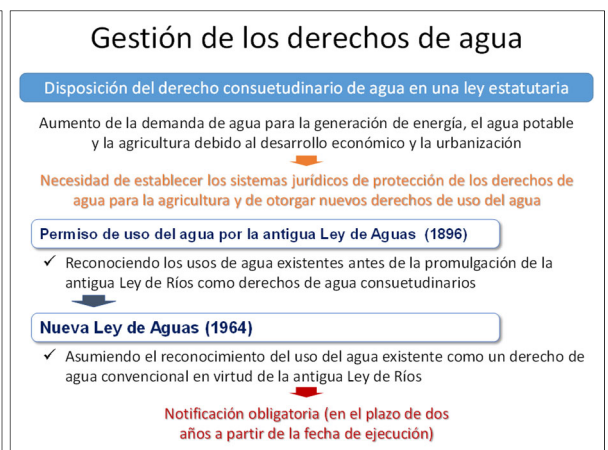 Gestión de los derechos de agua
Disposición del derecho consuetudinario de agua en una ley estatutaria
Aumento de la demanda de agua para la generación de energía, el agua potable
y la agricultura debido al desarrollo económico y la urbanización
Necesidad de establecer los sistemas jurídicos de protección de los derechos de
agua para la agricultura y de otorgar nuevos derechos de uso del agua
Permiso de uso del agua por la antigua Ley de Aguas (1896)
✓ Reconociendo los usos de agua existentes antes de la promulgación de la
antigua Ley de Ríos como derechos de agua consuetudinarios
Nueva Ley de Aguas (1964)
✓ Asumiendo el reconocimiento del uso del agua existente como un derecho de
agua convencional en virtud de la antigua Ley de Ríos
Notificación obligatoria (en el plazo de dos
años a partir de la fecha de ejecución)